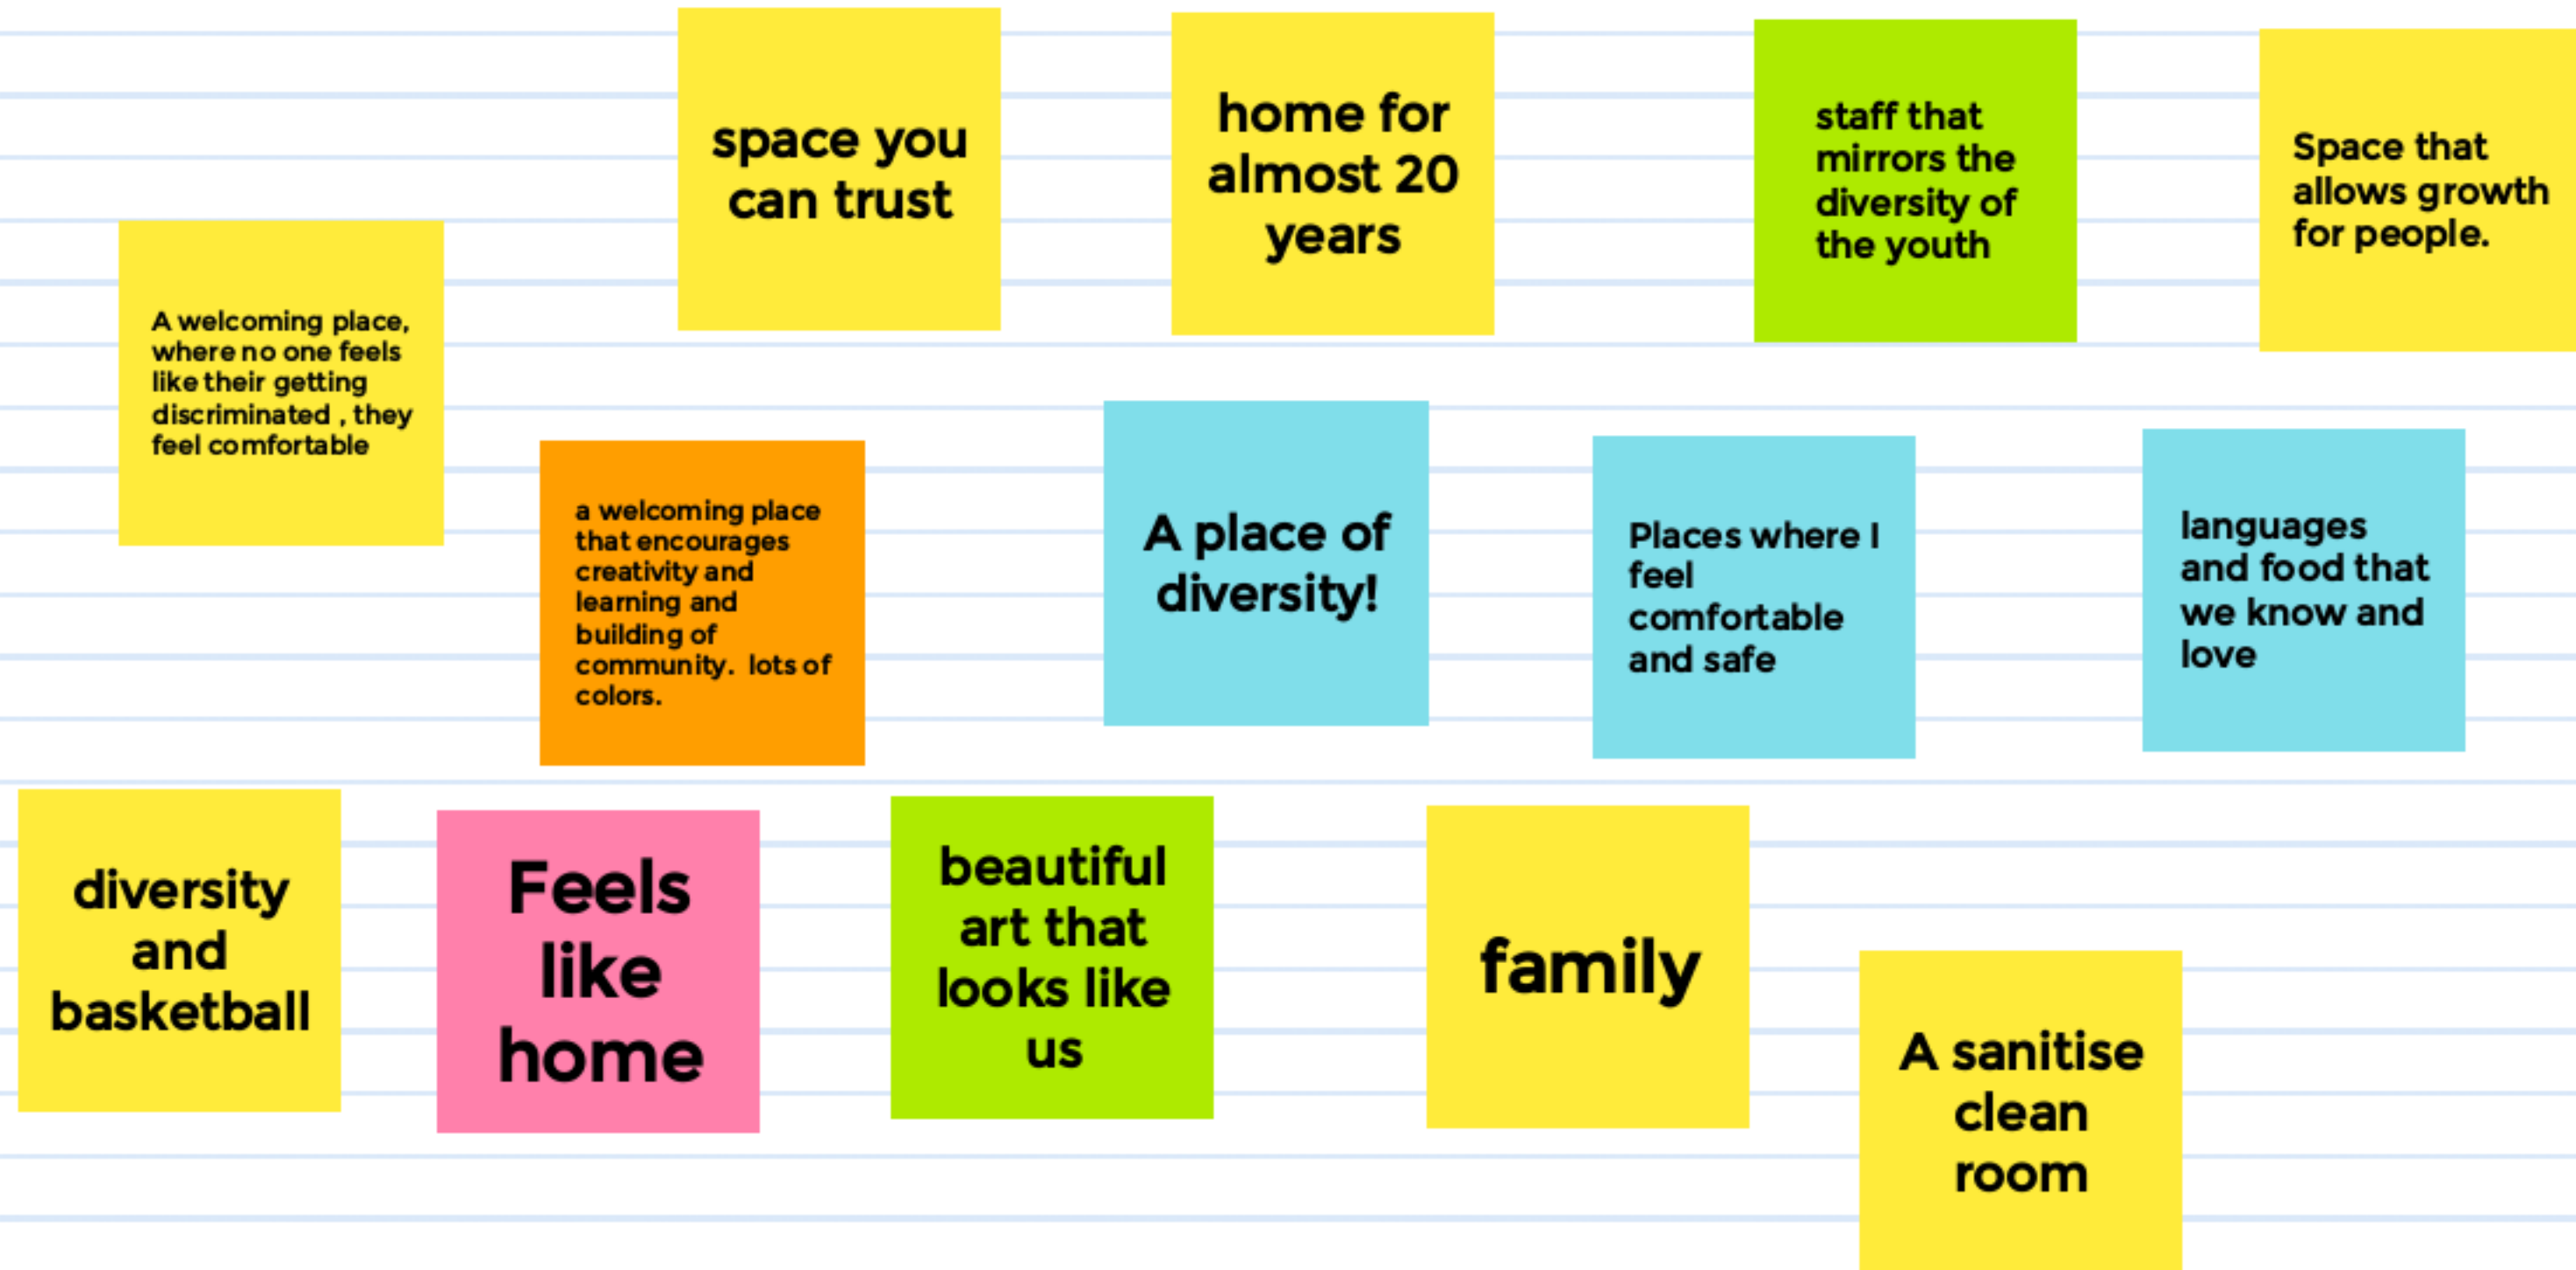 space you
can trust
home for
almost 20
years
staff that
mirrors the
diversity of
the youth
Space that
allows growth
for people.
A welcoming place,
where no one feels
like their getting
discriminated , they
feel comfortable
a welcoming place
that encourages
creativity and
learning and
building of
community.  lots of
colors.
A place of
diversity!
Places where I
feel
comfortable
and safe
languages
and food that
we know and
love
diversity
and
basketball
Feels
like
home
beautiful
art that
looks like
us
family
A sanitise
clean
room